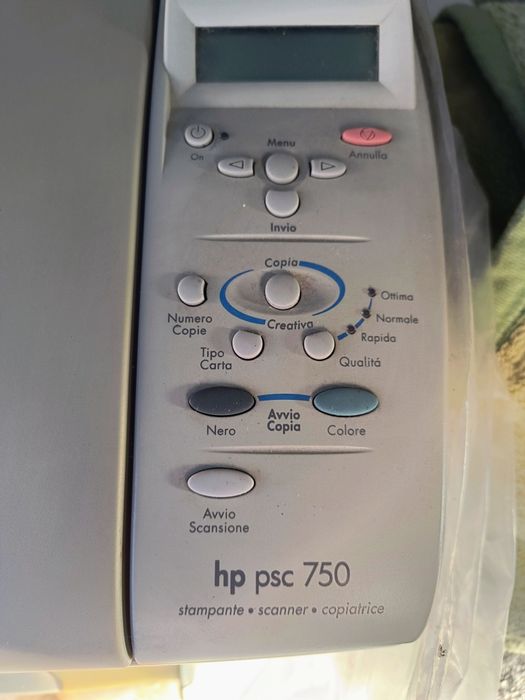 On
Menu
Annulla
Invio
Copia
Creativa
Numero
Copie
Ottima
Normale
Rapida
Tipo
Carta
Qualitá
Nero
Avvio
Copia
Colore
Avvio
Scansione
hp psc 750
stampante • scanner • copiatrice